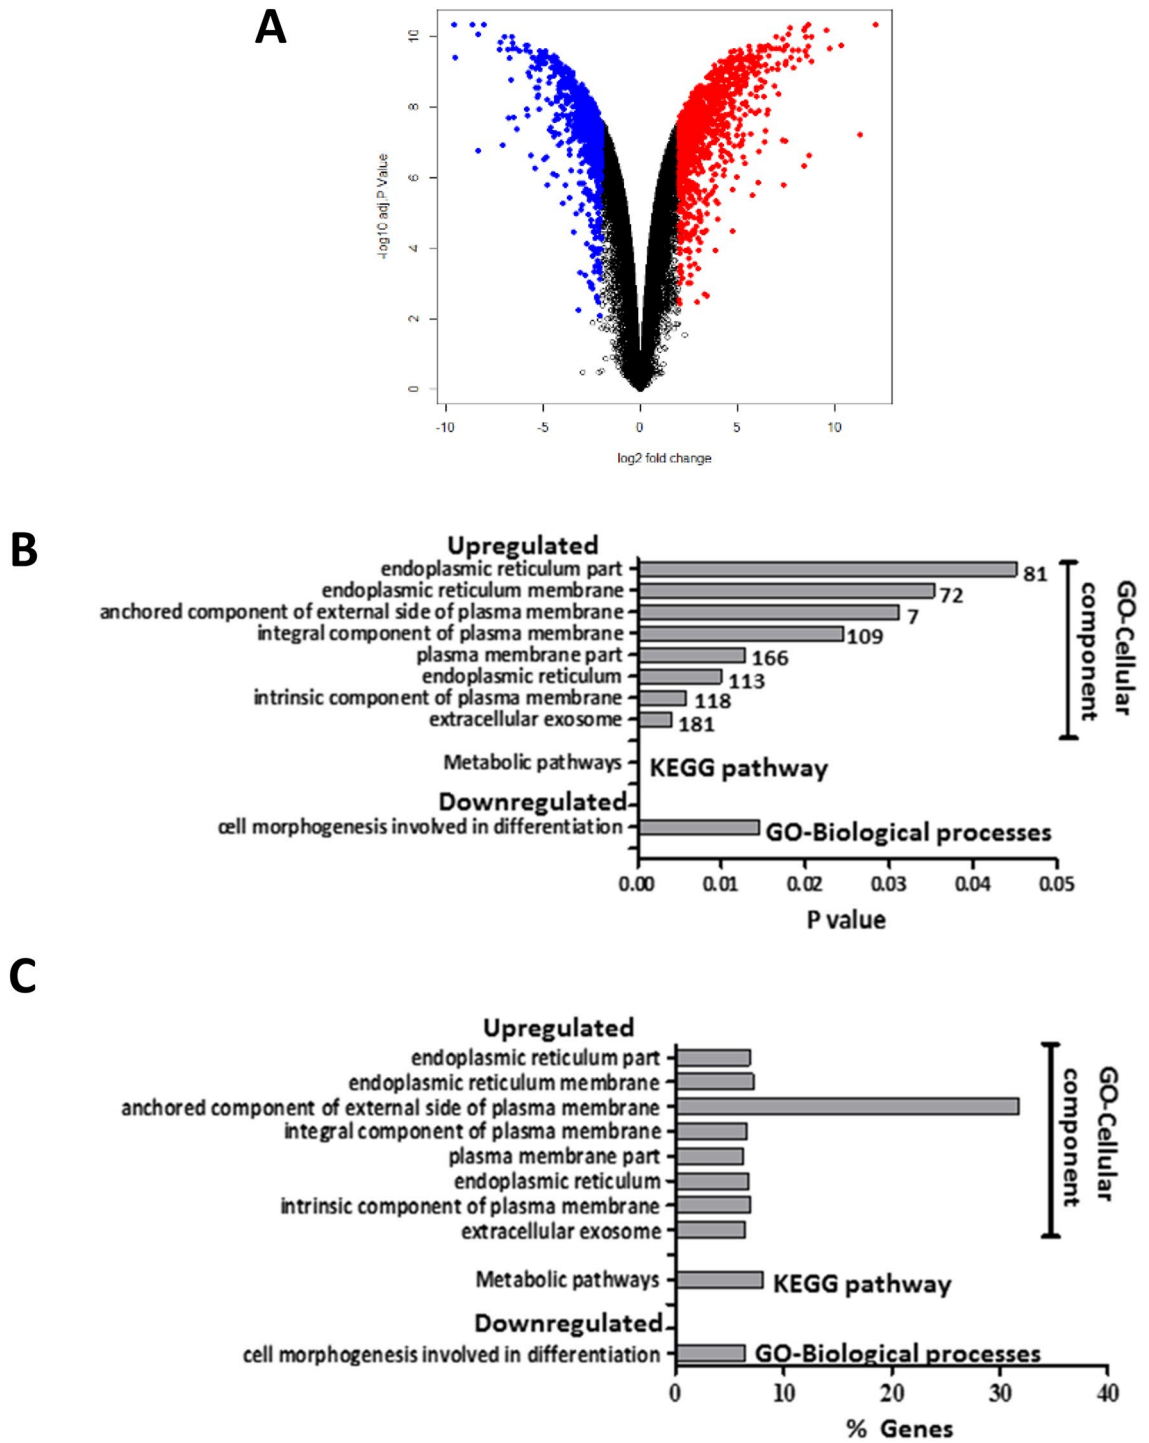 A
10
8
6
4
2
0
-log10 adj.P Value
-10 -5 0 5 10
log2 fold change
B
Upregulated
endoplasmic reticulum part 81
endoplasmic reticulum membrane 72
anchored component of external side of plasma membrane 7
integral component of plasma membrane 109
plasma membrane part 166
endoplasmic reticulum 113
intrinsic component of plasma membrane 118
extracellular exosome 181
GO-Cellular
component
Metabolic pathways KEGG pathway
Downregulated
cell morphogenesis involved in differentiation GO-Biological processes
0.00 0.01 0.02 0.03 0.04 0.05
P value
C
Upregulated
endoplasmic reticulum part
endoplasmic reticulum membrane
anchored component of external side of plasma membrane
integral component of plasma membrane
plasma membrane part
endoplasmic reticulum
intrinsic component of plasma membrane
extracellular exosome
GO-Cellular
component
Metabolic pathways KEGG pathway
Downregulated
cell morphogenesis involved in differentiation GO-Biological processes
0 10 20 30 40
% Genes